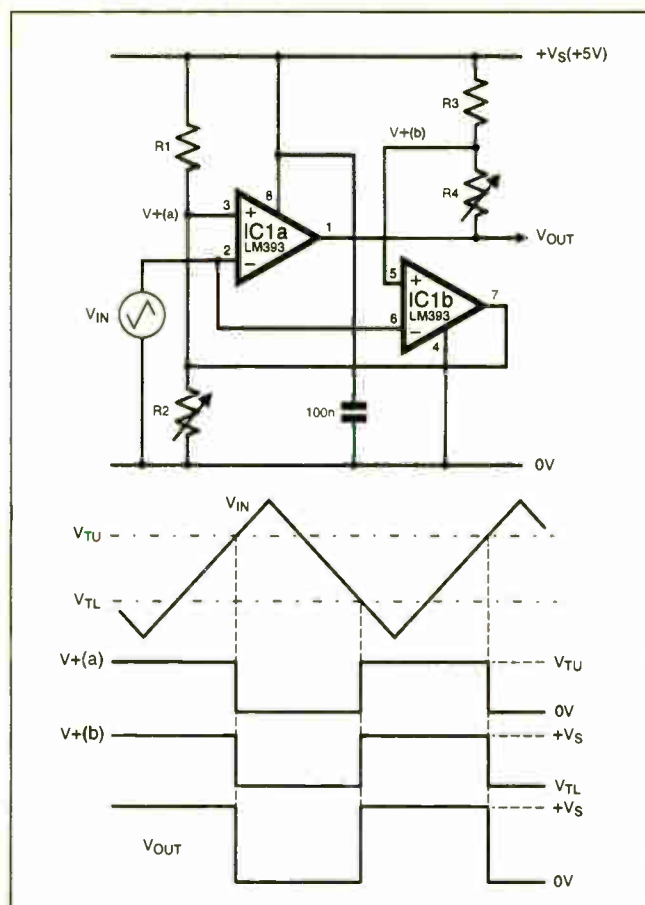 +VS(+5V)
R3
V+(b)
R1
R4
8
V+(a)
3
+
IC1a
1
VOUT
LM393
2
−
5
+
IC1b
7
LM393
VIN
6
−
4
R2
100n
0V
VIN
VTU
VTL
V+(a)
VTU
0V
V+(b)
+VS
VTL
+VS
VOUT
0V